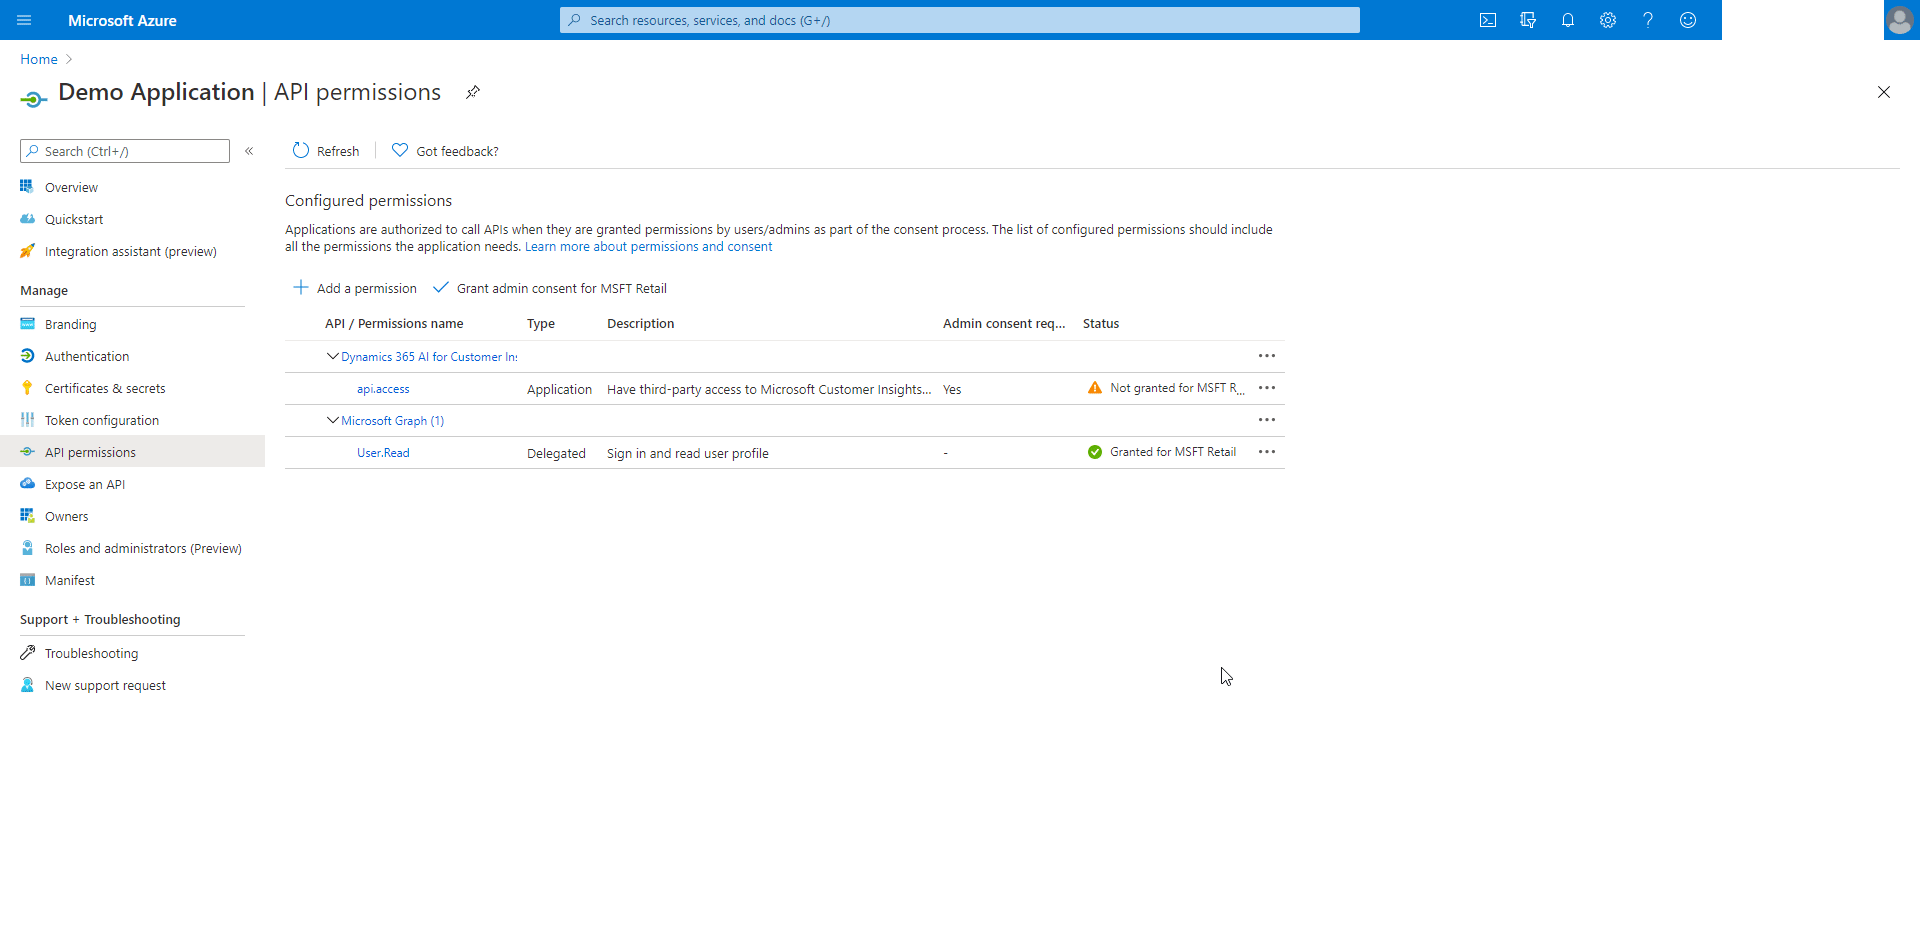 Microsoft Azure
Search resources, services, and docs (G+/)
Home
Demo Application | API permissions
Search (Ctrl+/)
Overview
Quickstart
Integration assistant (preview)
Manage
Branding
Authentication
Certificates & secrets
Token configuration
API permissions
Expose an API
Owners
Roles and administrators (Preview)
Manifest
Support + Troubleshooting
Troubleshooting
New support request
Refresh
Got feedback?
Configured permissions
Applications are authorized to call APIs when they are granted permissions by users/admins as part of the consent process. The list of configured permissions should include
all the permissions the application needs. Learn more about permissions and consent
Add a permission
Grant admin consent for MSFT Retail
API / Permissions name Type Description Admin consent req... Status
Dynamics 365 AI for Customer Ins
api.access Application Have third-party access to Microsoft Customer Insights... Yes Not granted for MSFT R...
Microsoft Graph (1)
User.Read Delegated Sign in and read user profile - Granted for MSFT Retail